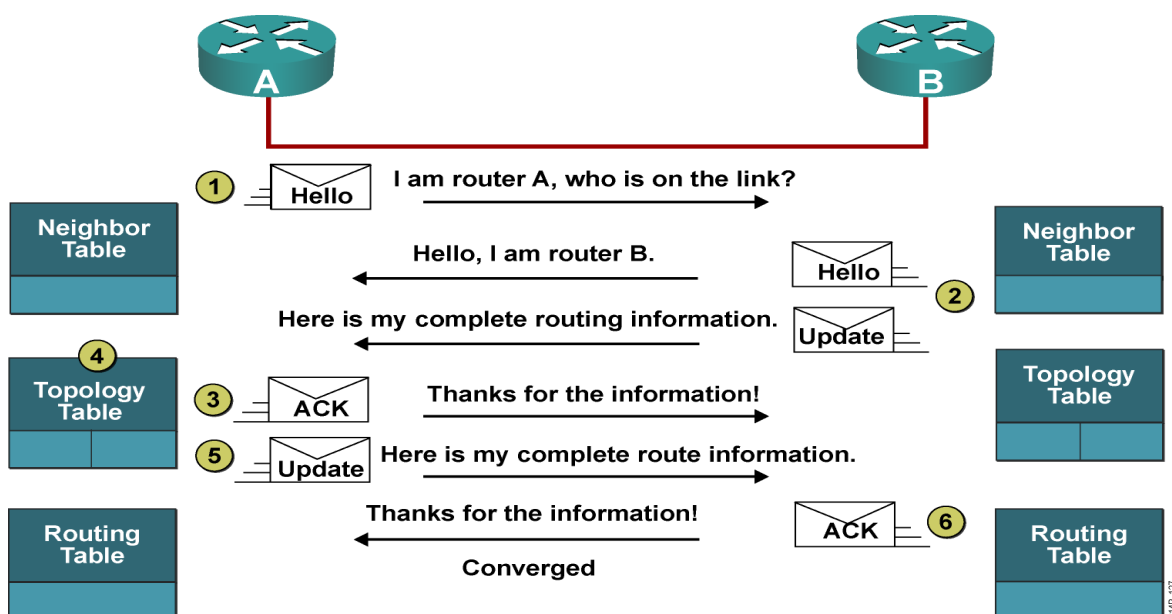 A
B
1
Hello
I am router A, who is on the link?
Neighbor
Table
Neighbor
Table
Hello, I am router B.
Hello
2
Here is my complete routing information.
Update
4
Topology
Table
Topology
Table
3
ACK
Thanks for the information!
5
Update
Here is my complete route information.
Routing
Table
Thanks for the information!
ACK
6
Routing
Table
Converged